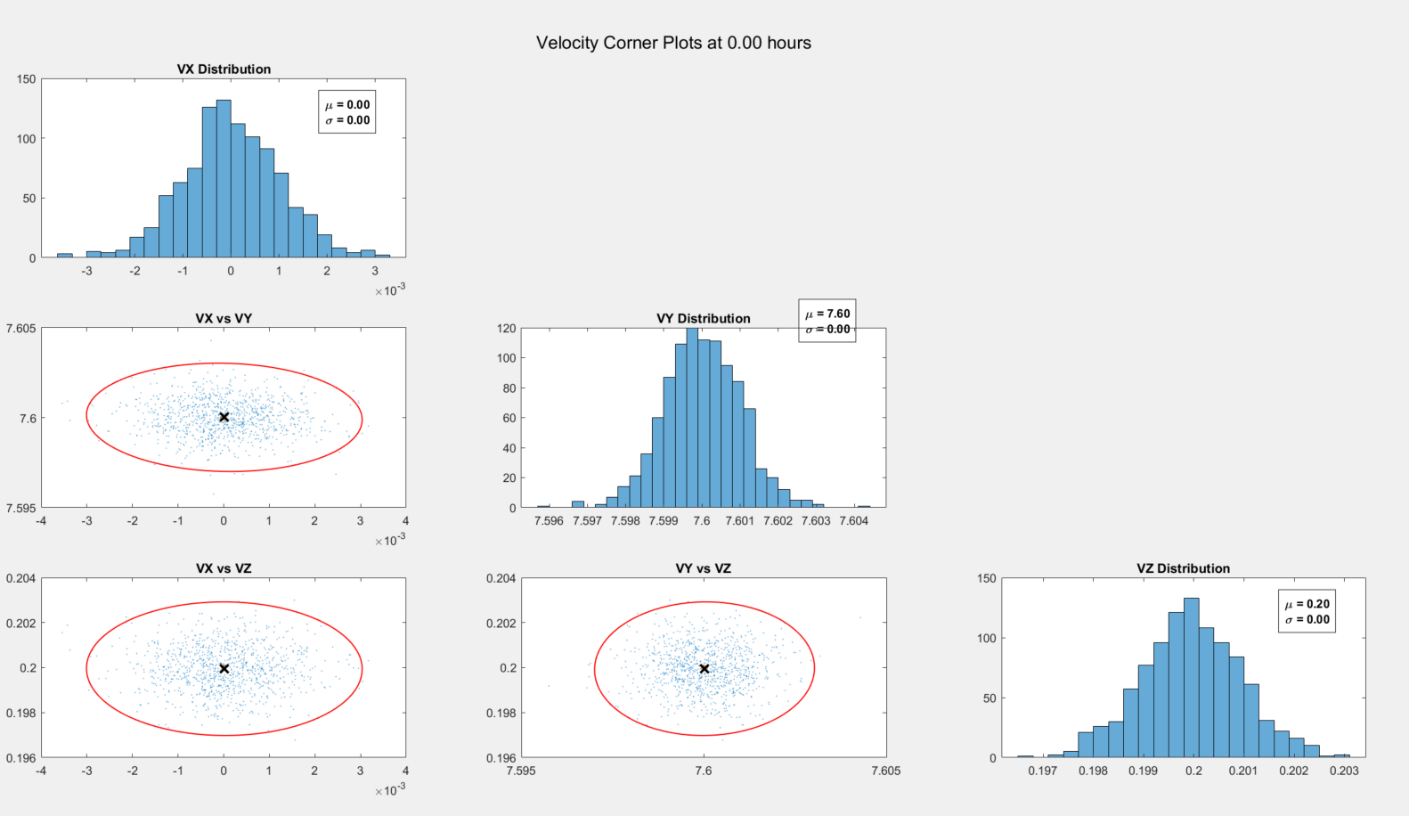 Velocity Corner Plots at 0.00 hours
VX Distribution
150
100
50
0
μ = 0.00
σ = 0.00
-3 -2 -1 0 1 2 3
×10-3
VX vs VY
7.605
7.6
7.595
-4 -3 -2 -1 0 1 2 3 4
×10-3
VY Distribution
μ = 7.60
σ = 0.00
120
100
80
60
40
20
0
7.596 7.597 7.598 7.599 7.6 7.601 7.602 7.603 7.604
VX vs VZ
0.204
0.202
0.2
0.198
0.196
-4 -3 -2 -1 0 1 2 3 4
×10-3
VY vs VZ
0.204
0.202
0.2
0.198
0.196
7.595 7.6 7.605
VZ Distribution
150
100
50
0
μ = 0.20
σ = 0.00
0.197 0.198 0.199 0.2 0.201 0.202 0.203